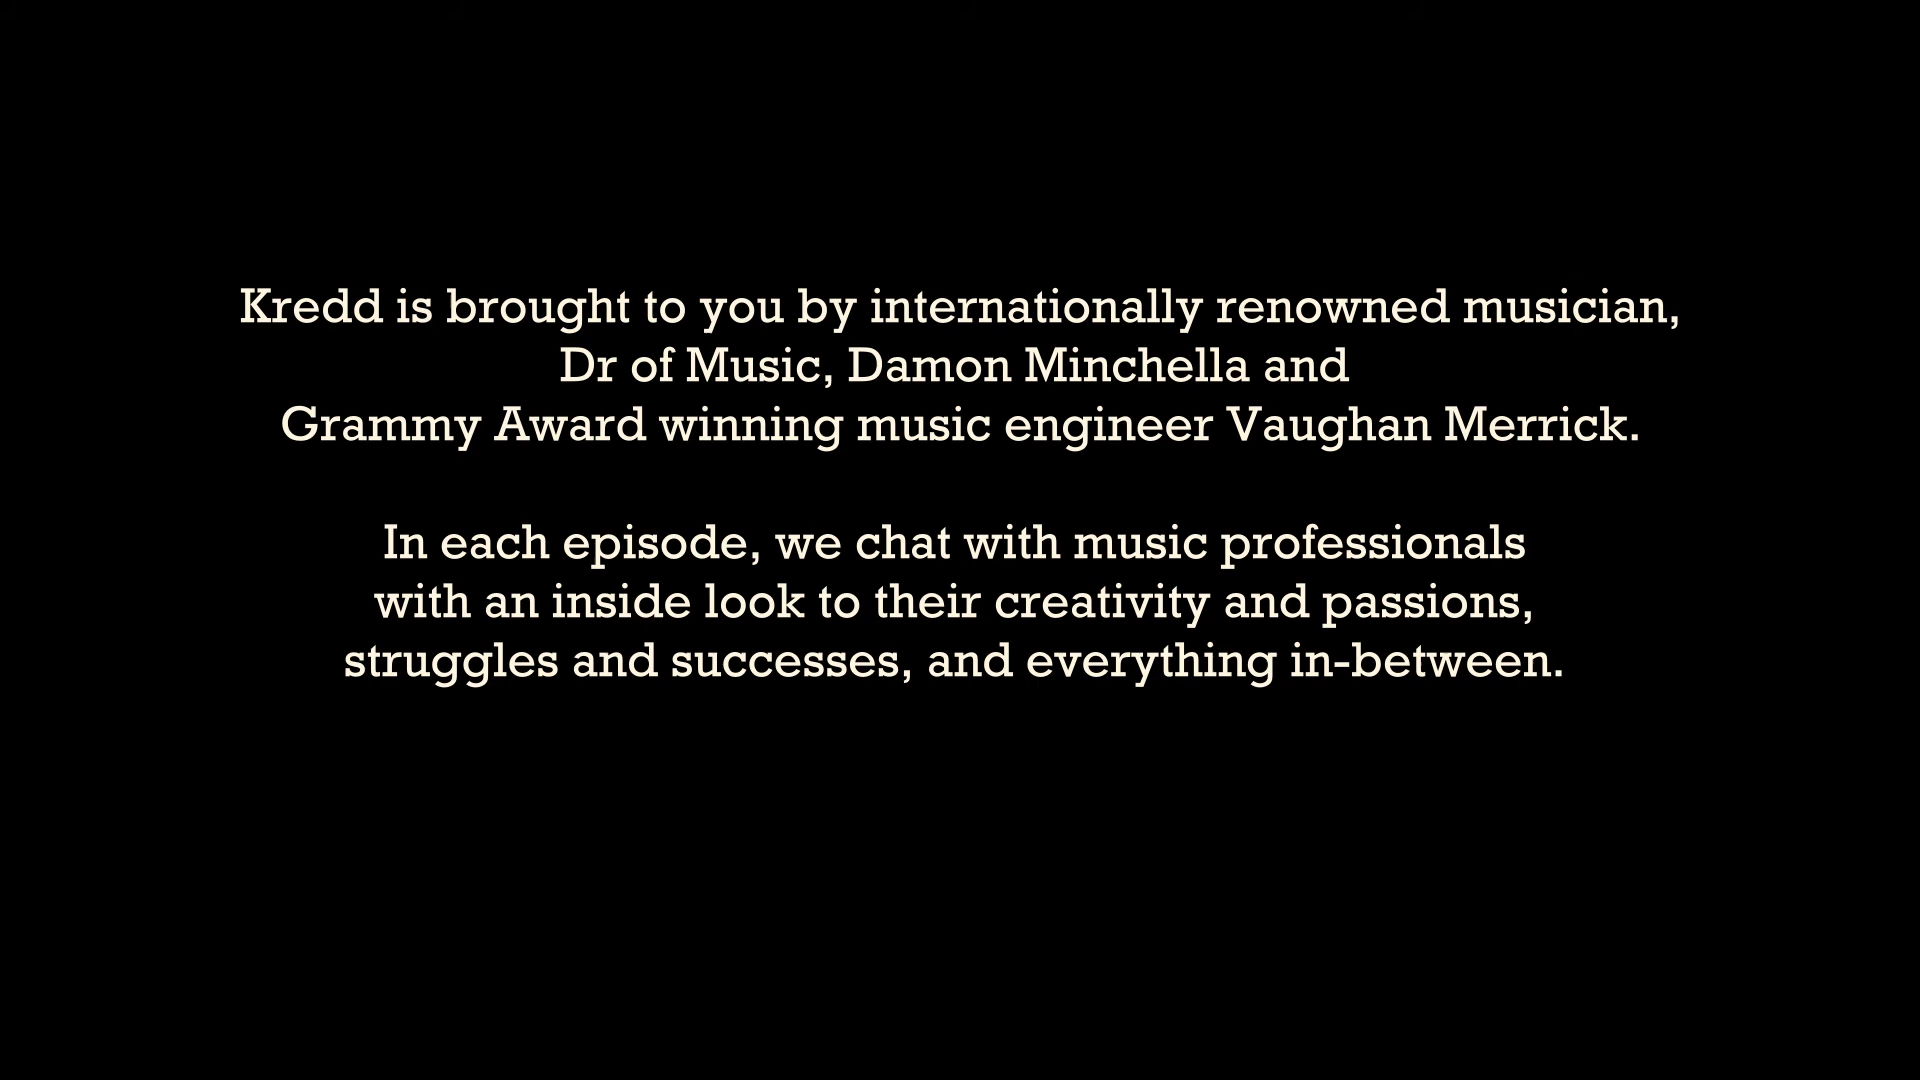 Kredd is brought to you by internationally renowned musician,
Dr of Music, Damon Minchella and
Grammy Award winning music engineer Vaughan Merrick.
In each episode, we chat with music professionals
with an inside look to their creativity and passions,
struggles and successes, and everything in-between.